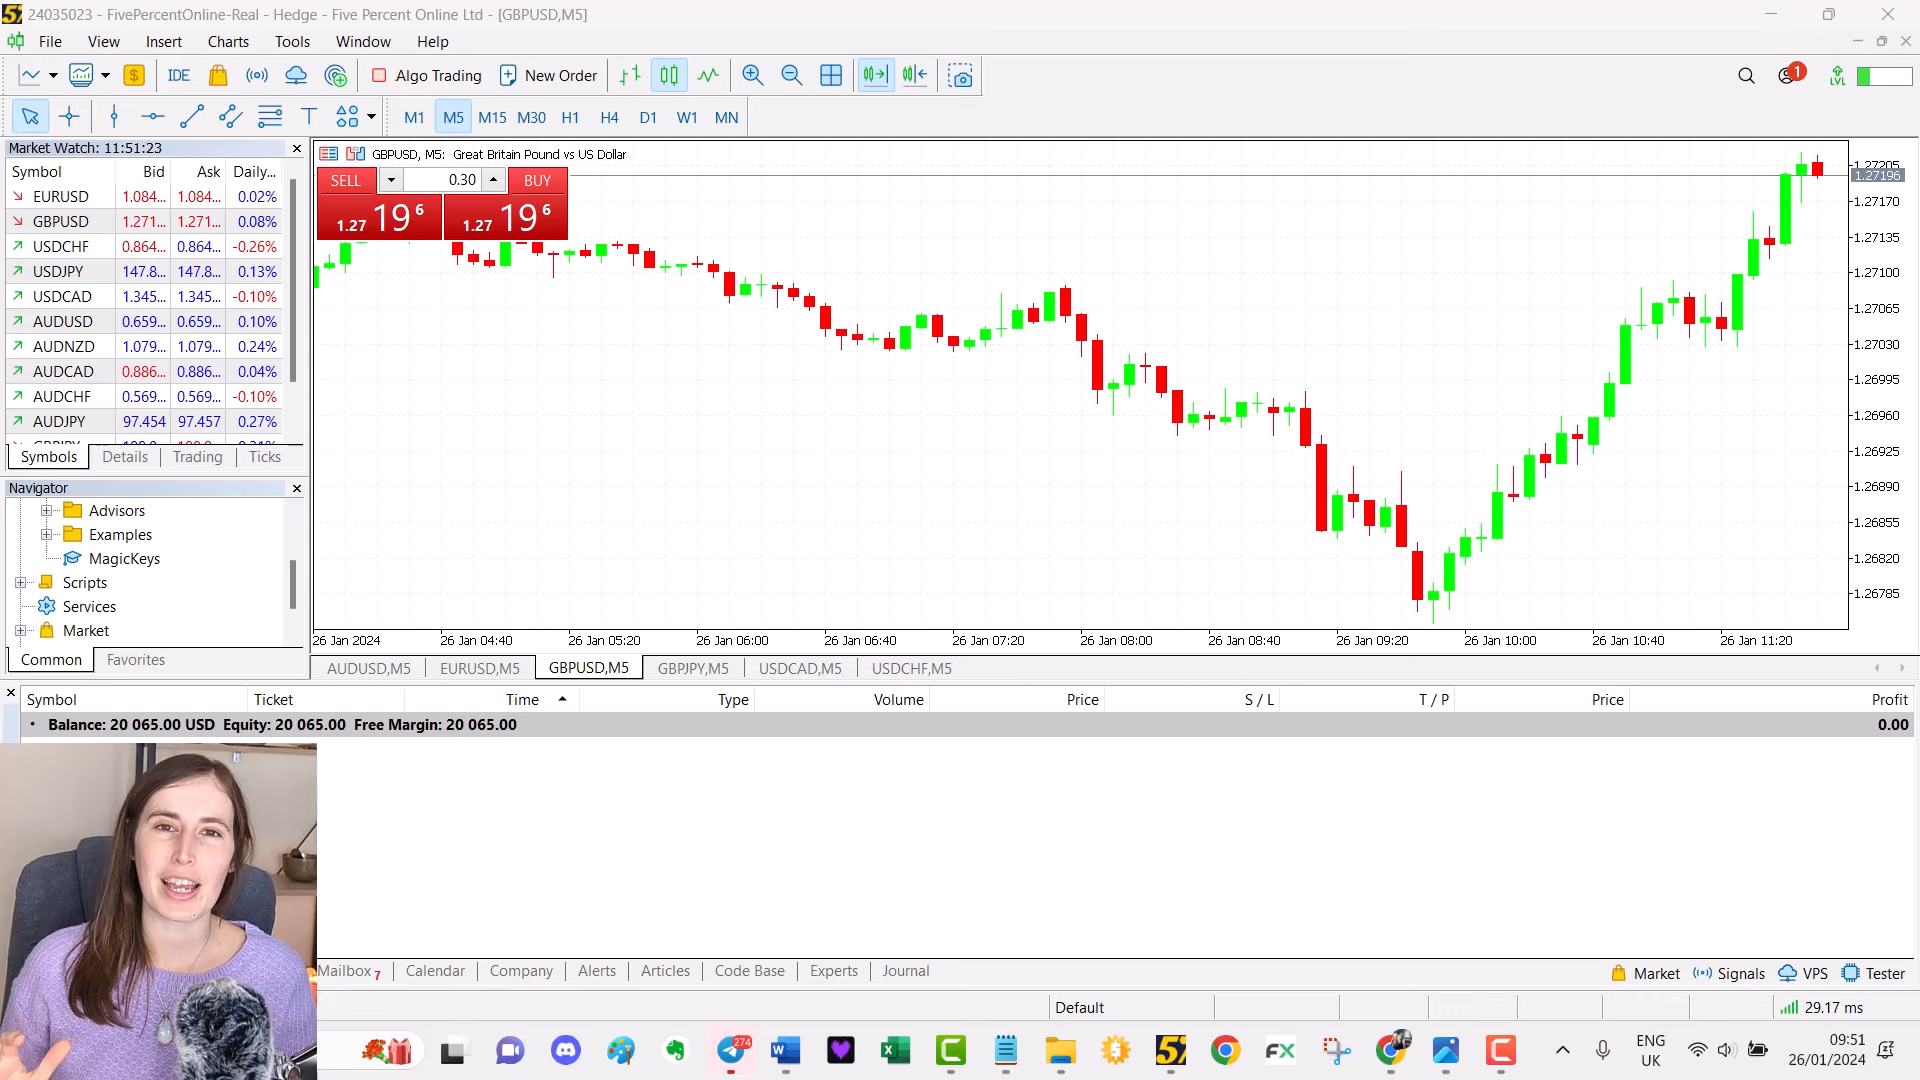 24035023 - FivePercentOnline-Real - Hedge - Five Percent Online Ltd - [GBPUSD,M5]
File View Insert Charts Tools Window Help
IDE Algo Trading New Order 1 LVL
M1 M5 M15 M30 H1 H4 D1 W1 MN
Market Watch: 11:51:23
Symbol Bid Ask Daily...
EURUSD 1.084... 1.084... 0.02%
GBPUSD 1.271... 1.271... 0.08%
USDCHF 0.864... 0.864... -0.26%
USDJPY 147.8... 147.8... 0.13%
USDCAD 1.345... 1.345... -0.10%
AUDUSD 0.659... 0.659... 0.10%
AUDNZD 1.079... 1.079... 0.24%
AUDCAD 0.886... 0.886... 0.04%
AUDCHF 0.569... 0.569... -0.10%
AUDJPY 97.454 97.457 0.27%
Symbols Details Trading Ticks
Navigator
Advisors
Examples
MagicKeys
Scripts
Services
Market
Common Favorites
GBPUSD, M5: Great Britain Pound vs US Dollar
SELL 0.30 BUY
1.27 19 6 1.27 19 6
1.27205
1.27196
1.27170
1.27135
1.27100
1.27065
1.27030
1.26995
1.26960
1.26925
1.26890
1.26855
1.26820
1.26785
26 Jan 2024 26 Jan 04:40 26 Jan 05:20 26 Jan 06:00 26 Jan 06:40 26 Jan 07:20 26 Jan 08:00 26 Jan 08:40 26 Jan 09:20 26 Jan 10:00 26 Jan 10:40 26 Jan 11:20
AUDUSD,M5 EURUSD,M5 GBPUSD,M5 GBPJPY,M5 USDCAD,M5 USDCHF,M5
Symbol Ticket Time Type Volume Price S / L T / P Price Profit
Balance: 20 065.00 USD Equity: 20 065.00 Free Margin: 20 065.00 0.00
Mailbox 7 Calendar Company Alerts Articles Code Base Experts Journal
Market Signals VPS Tester
Default 29.17 ms
274 FX
ENG
UK
09:51
26/01/2024